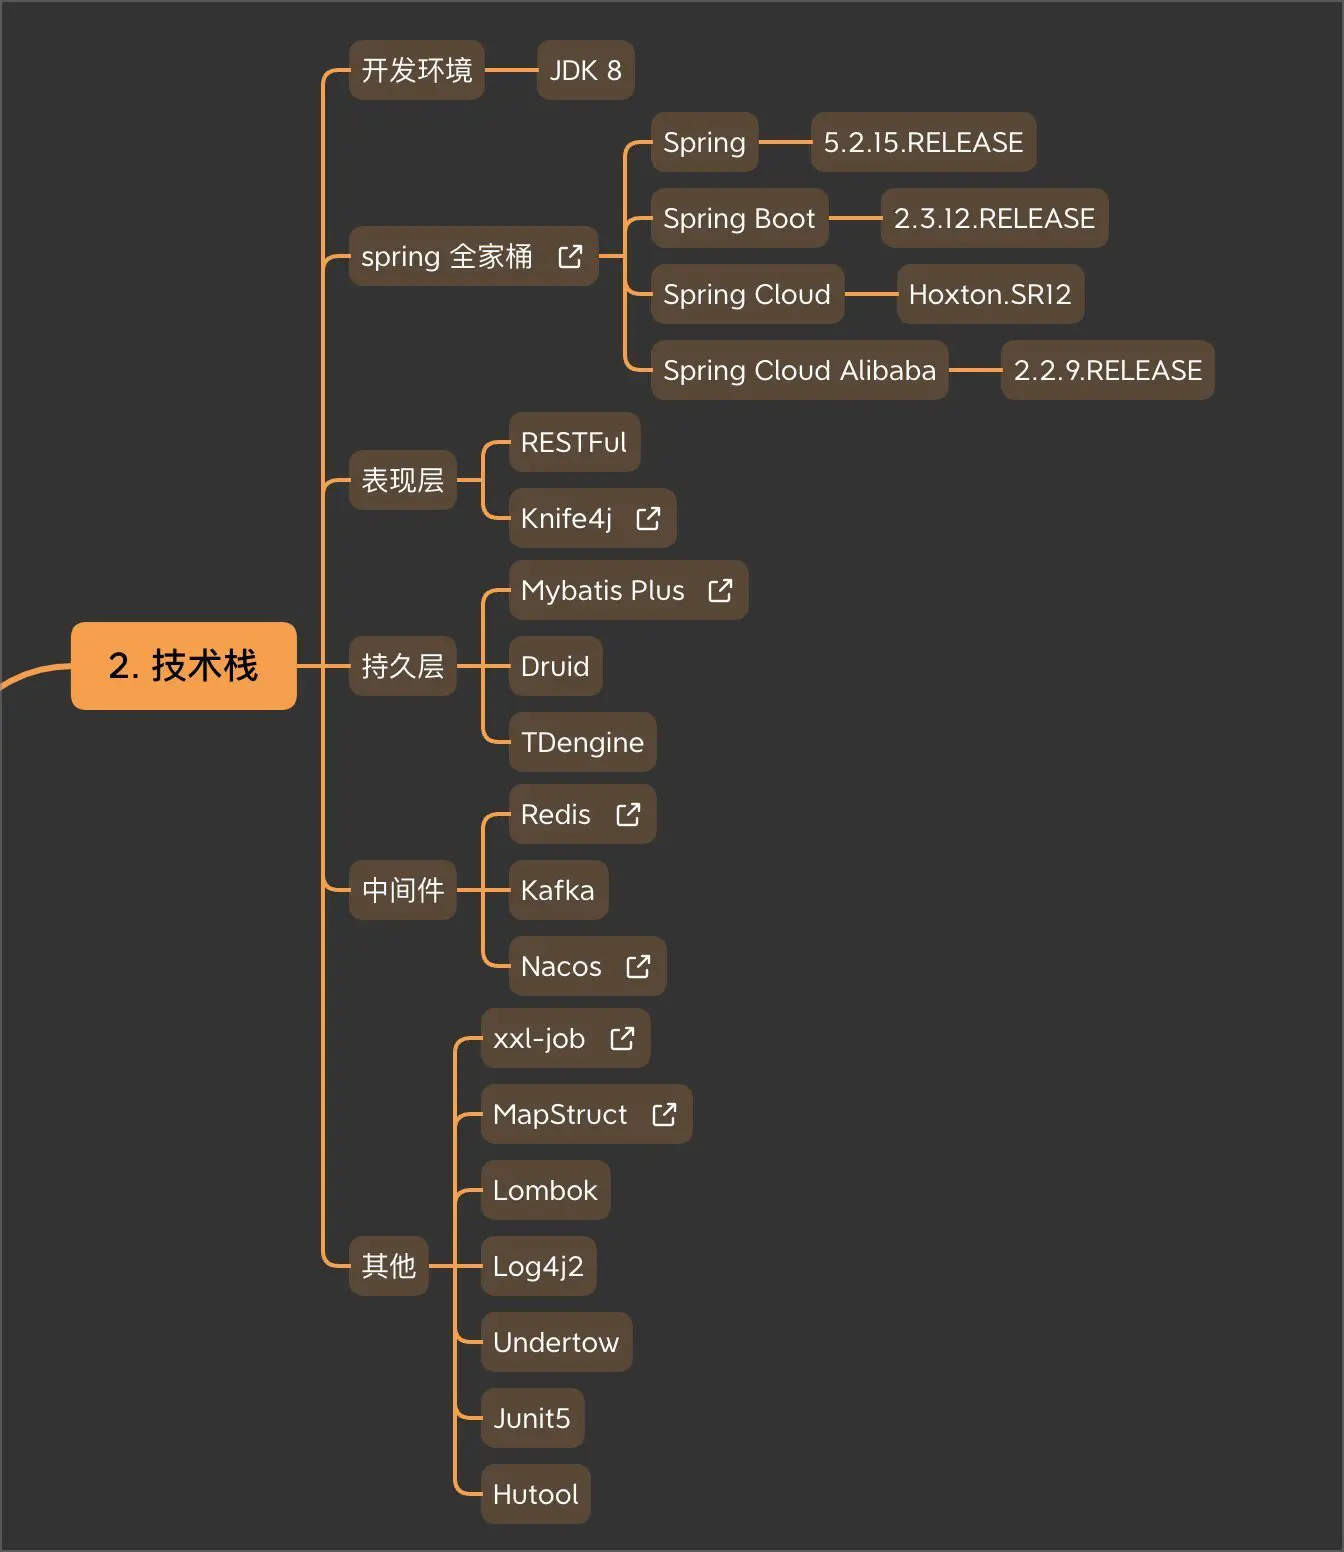 2. 技术栈
开发环境
JDK 8
spring 全家桶
Spring
5.2.15.RELEASE
Spring Boot
2.3.12.RELEASE
Spring Cloud
Hoxton.SR12
Spring Cloud Alibaba
2.2.9.RELEASE
表现层
RESTFul
Knife4j
持久层
Mybatis Plus
Druid
TDengine
中间件
Redis
Kafka
Nacos
其他
xxl-job
MapStruct
Lombok
Log4j2
Undertow
Junit5
Hutool